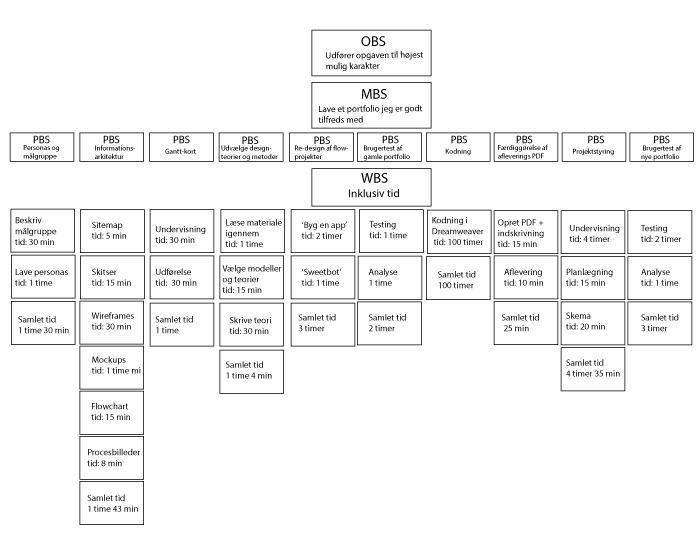 OBS
Udfører opgaven til højest
mulig karakter
MBS
Lave et portfolio jeg er godt
tilfreds med
PBS
Personas og
målgruppe
PBS
Informations-
arkitektur
PBS
Gantt-kort
PBS
Udvælge design-
teorier og metoder
PBS
Re-design af flow-
projekter
PBS
Brugertest af
gamle portfolio
PBS
Kodning
PBS
Færdiggørelse af
afleverings PDF
PBS
Projektstyring
PBS
Brugertest af
nye portfolio
WBS
Inklusiv tid
Beskriv
målgruppe
tid: 30 min
Lave personas
tid: 1 time
Samlet tid
1 time 30 min
Sitemap
tid: 5 min
Skitser
tid: 15 min
Wireframes
tid: 30 min
Mockups
tid: 1 time mi
Flowchart
tid: 15 min
Procesbilleder
tid: 8 min
Samlet tid
1 time 43 min
Undervisning
tid: 30 min
Udførelse
tid: 30 min
Samlet tid
1 time
Læse materiale
igennem
tid: 1 time
Vælge modeller
og teorier
tid: 15 min
Skrive teori
tid: 30 min
Samlet tid
1 time 4 min
'Byg en app'
tid: 2 timer
'Sweetbot'
tid: 1 time
Samlet tid
3 timer
Testing
tid: 1 time
Analyse
1 time
Samlet tid
2 timer
Kodning i
Dreamweaver
tid: 100 timer
Samlet tid
100 timer
Opret PDF +
indskrivning
tid: 15 min
Aflevering
tid: 10 min
Samlet tid
25 min
Undervisning
tid: 4 timer
Planlægning
tid: 15 min
Skema
tid: 20 min
Samlet tid
4 timer 35 min
Testing
tid: 2 timer
Analyse
tid: 1 time
Samlet tid
3 timer